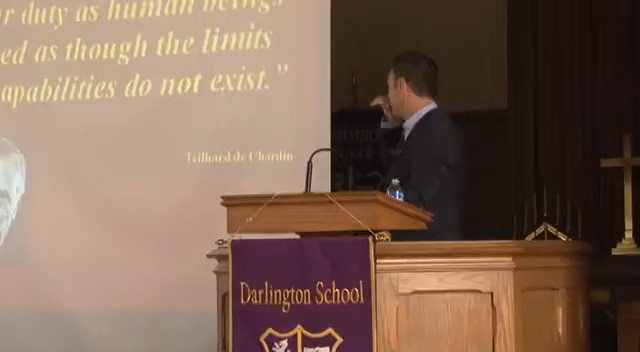 r duty as human beings
ed as though the limits
apabilities do not exist."
Teilhard de Chardin
Darlington School